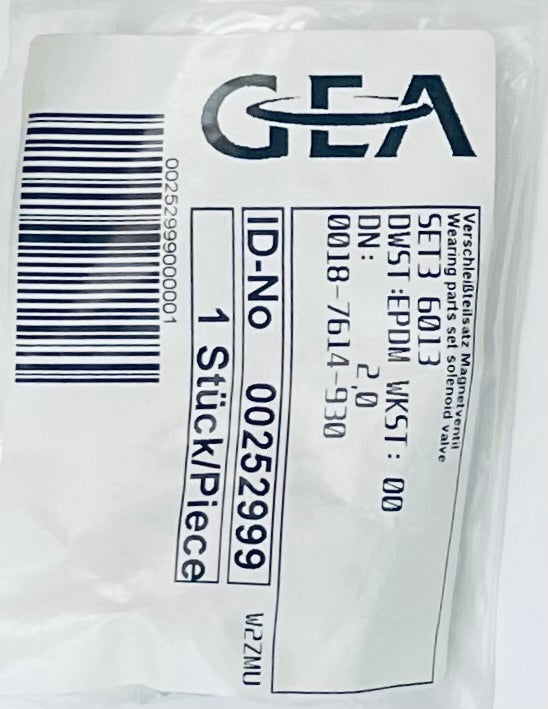 GEA
Verschleißteilsatz Magnetventil
Wearing parts set solenoid valve
SET3 6013
DWST:EPDM WKST: 00
DN: 2,0
0018-7614-930
ID-No 00252999
W2ZMU
1 Stück/Piece
00252999000001